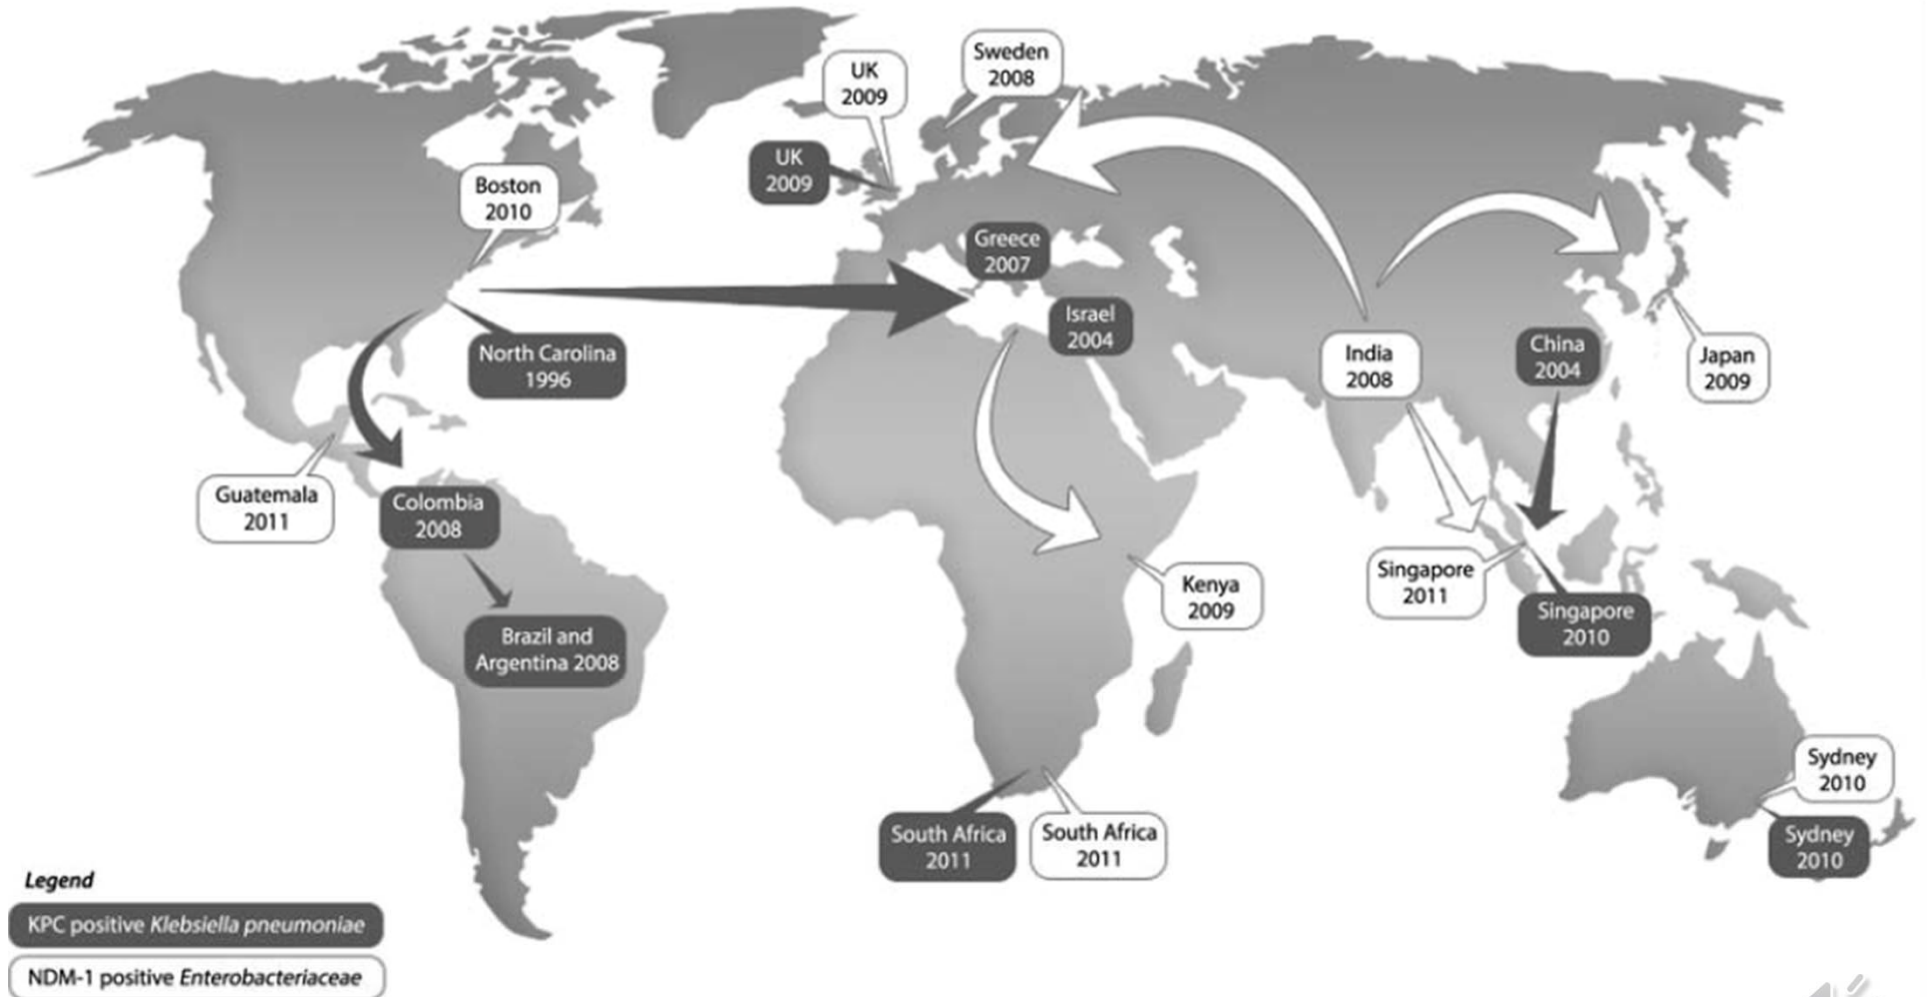 Sweden
2008
UK
2009
UK
2009
Boston
2010
Greece
2007
Israel
2004
North Carolina
1996
India
2008
China
2004
Japan
2009
Guatemala
2011
Colombia
2008
Brazil and
Argentina 2008
Kenya
2009
Singapore
2011
Singapore
2010
Sydney
2010
Sydney
2010
South Africa
2011
South Africa
2011
Legend
KPC positive Klebsiella pneumoniae
NDM-1 positive Enterobacteriaceae